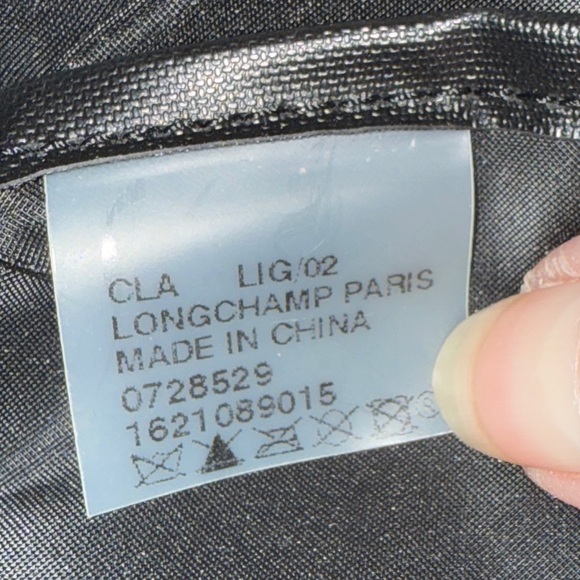 CLA LIG/02
LONGCHAMP PARIS
MADE IN CHINA
0728529
1621089015